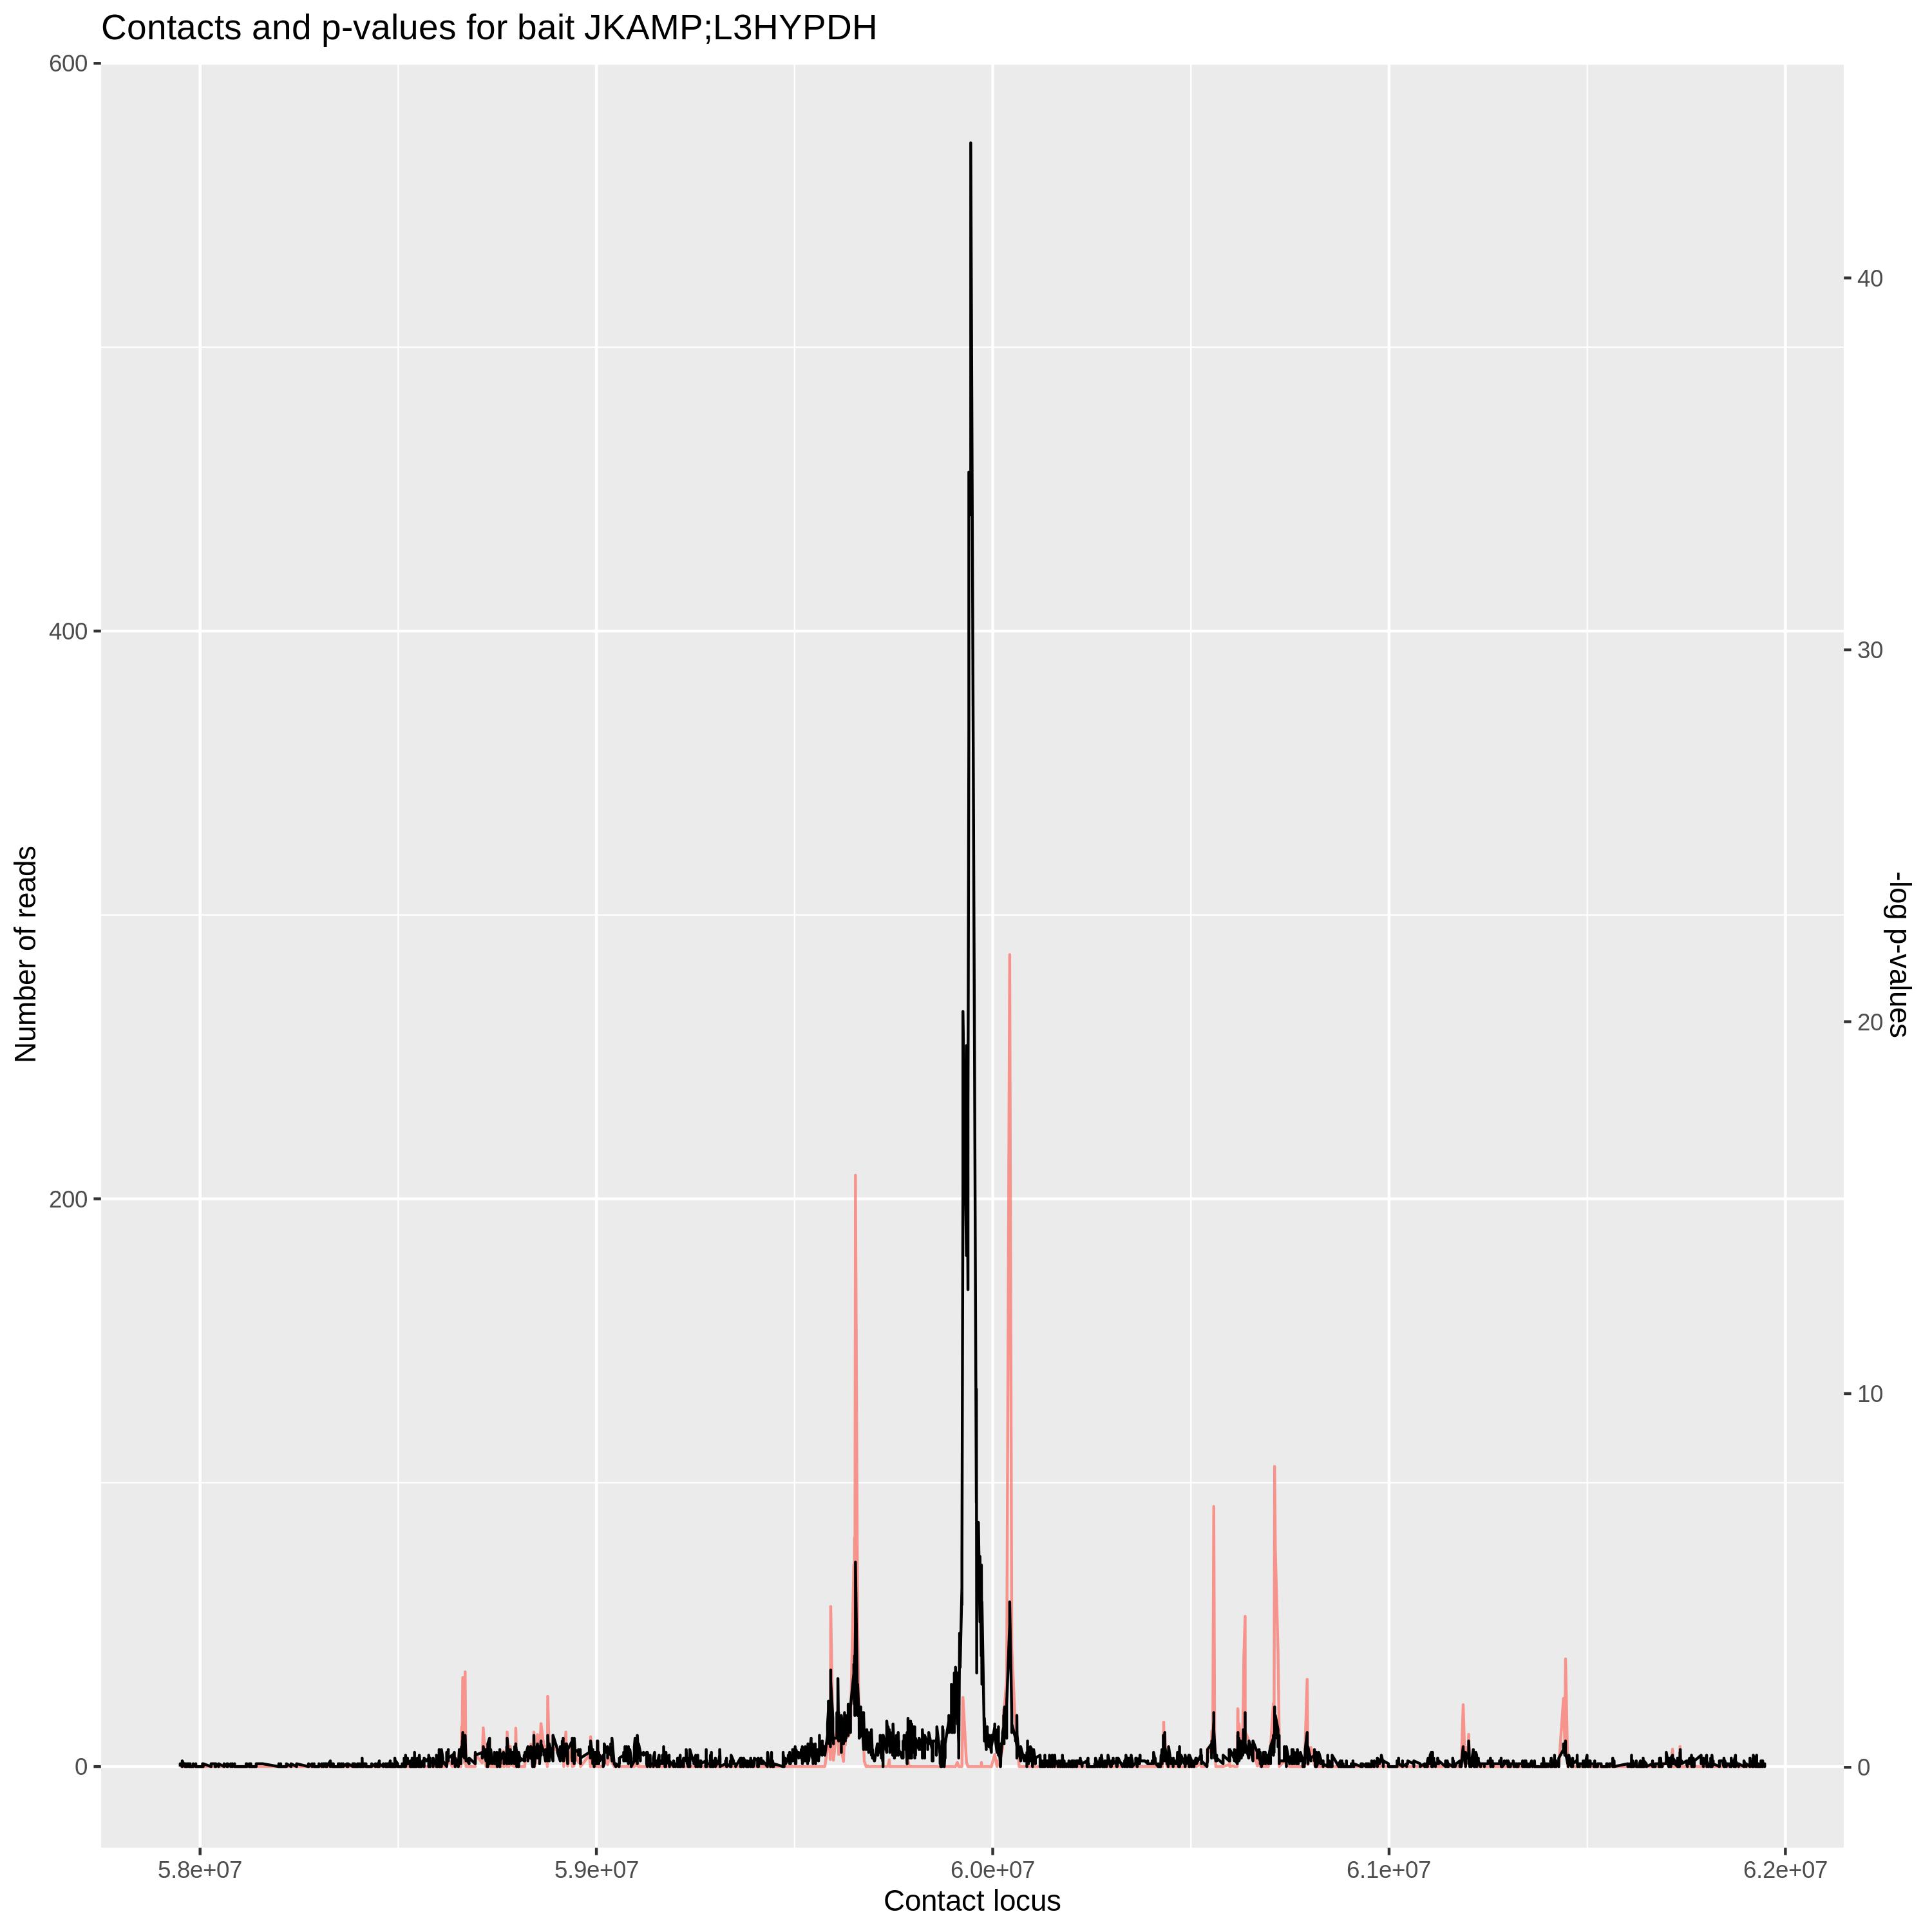 Contacts and p-values for bait JKAMP;L3HYPDH
600
400
200
0
Number of reads
40
30
20
10
0
-log p-values
5.8e+07
5.9e+07
6.0e+07
6.1e+07
6.2e+07
Contact locus